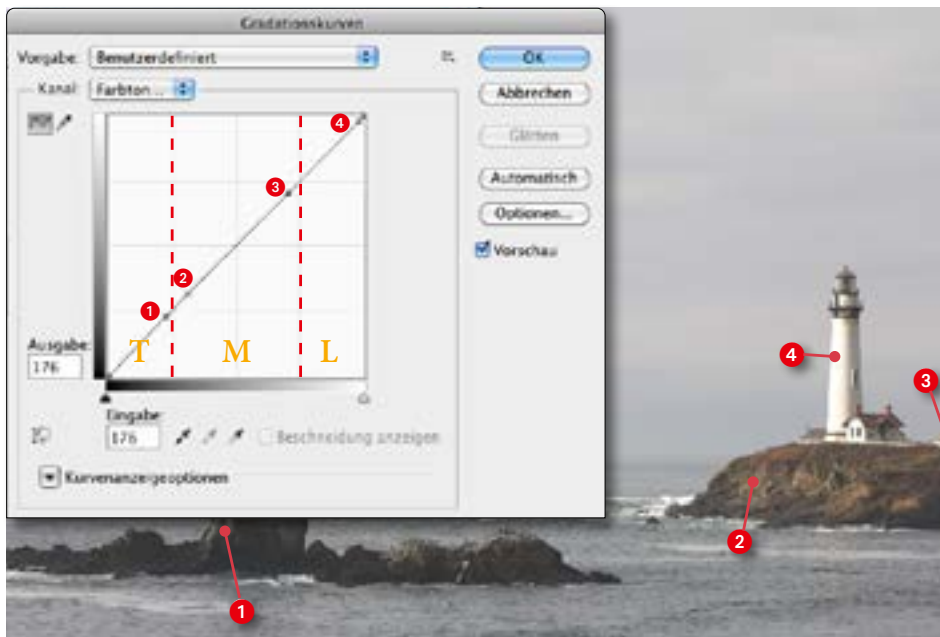 Gradationskurven
Vorgabe: Benutzerdefiniert
OK
Kanal: Farbton ...
Abbrechen
4
Glätten
3
Automatisch
Optionen...
2
Vorschau
1
T M L
Ausgabe:
176
4
3
Eingabe:
176
Beschneidung anzeigen
Kurvenanzeigeoptionen
2
1